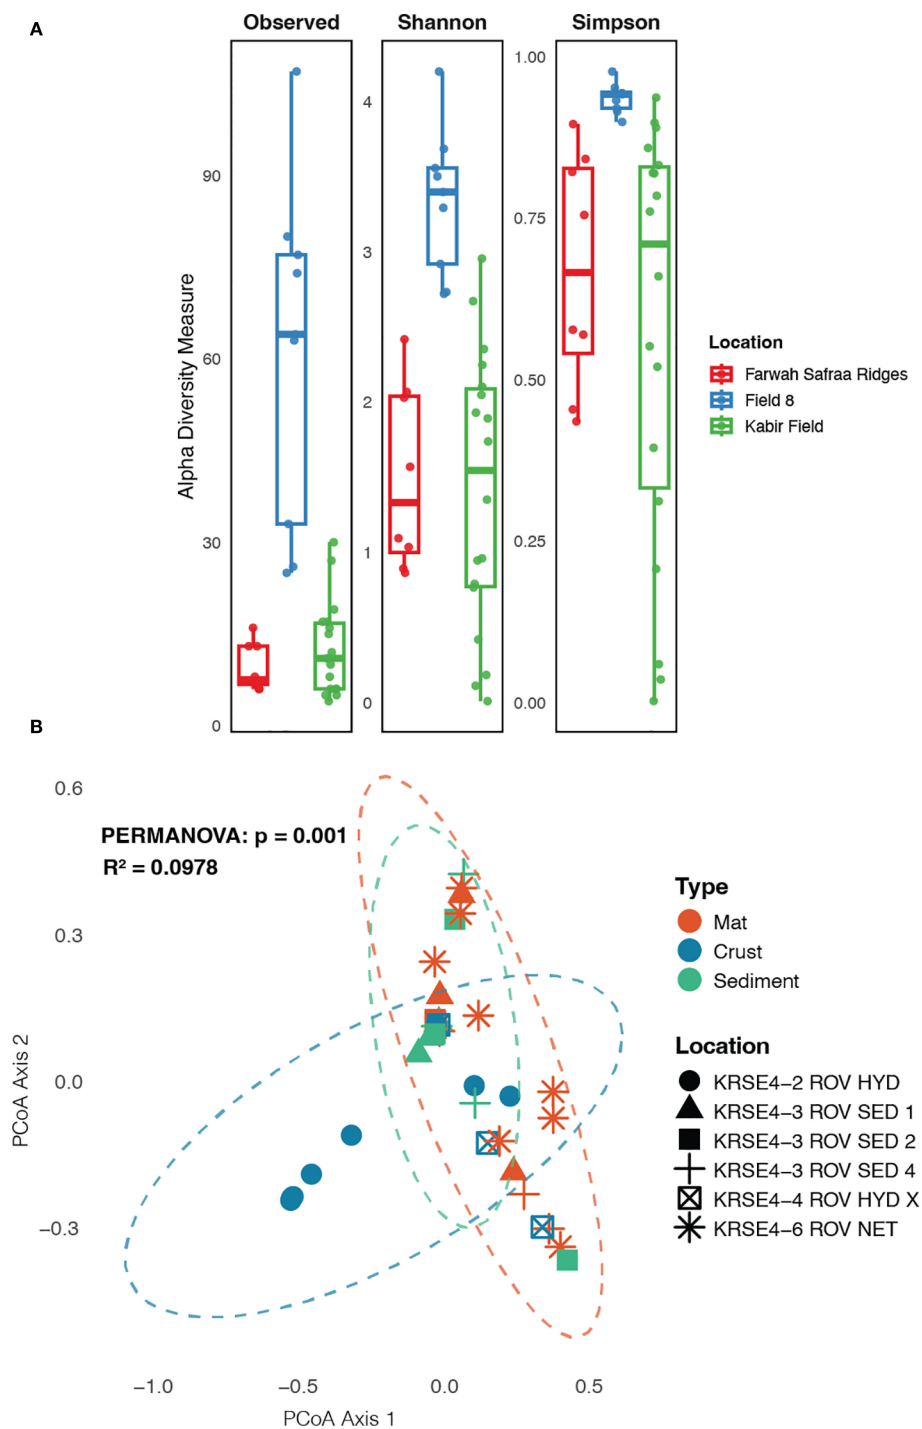 A
Observed
Shannon
Simpson
Alpha Diversity Measure
90
60
30
0
4
3
2
1
0
1.00
0.75
0.50
0.25
0.00
Location
Farwah Safraa Ridges
Field 8
Kabir Field
B
PERMANOVA: p = 0.001
R² = 0.0978
PCoA Axis 2
0.6
0.3
0.0
−0.3
−1.0
−0.5
0.0
0.5
PCoA Axis 1
Type
Mat
Crust
Sediment
Location
KRSE4−2 ROV HYD
KRSE4−3 ROV SED 1
KRSE4−3 ROV SED 2
KRSE4−3 ROV SED 4
KRSE4−4 ROV HYD X
KRSE4−6 ROV NET